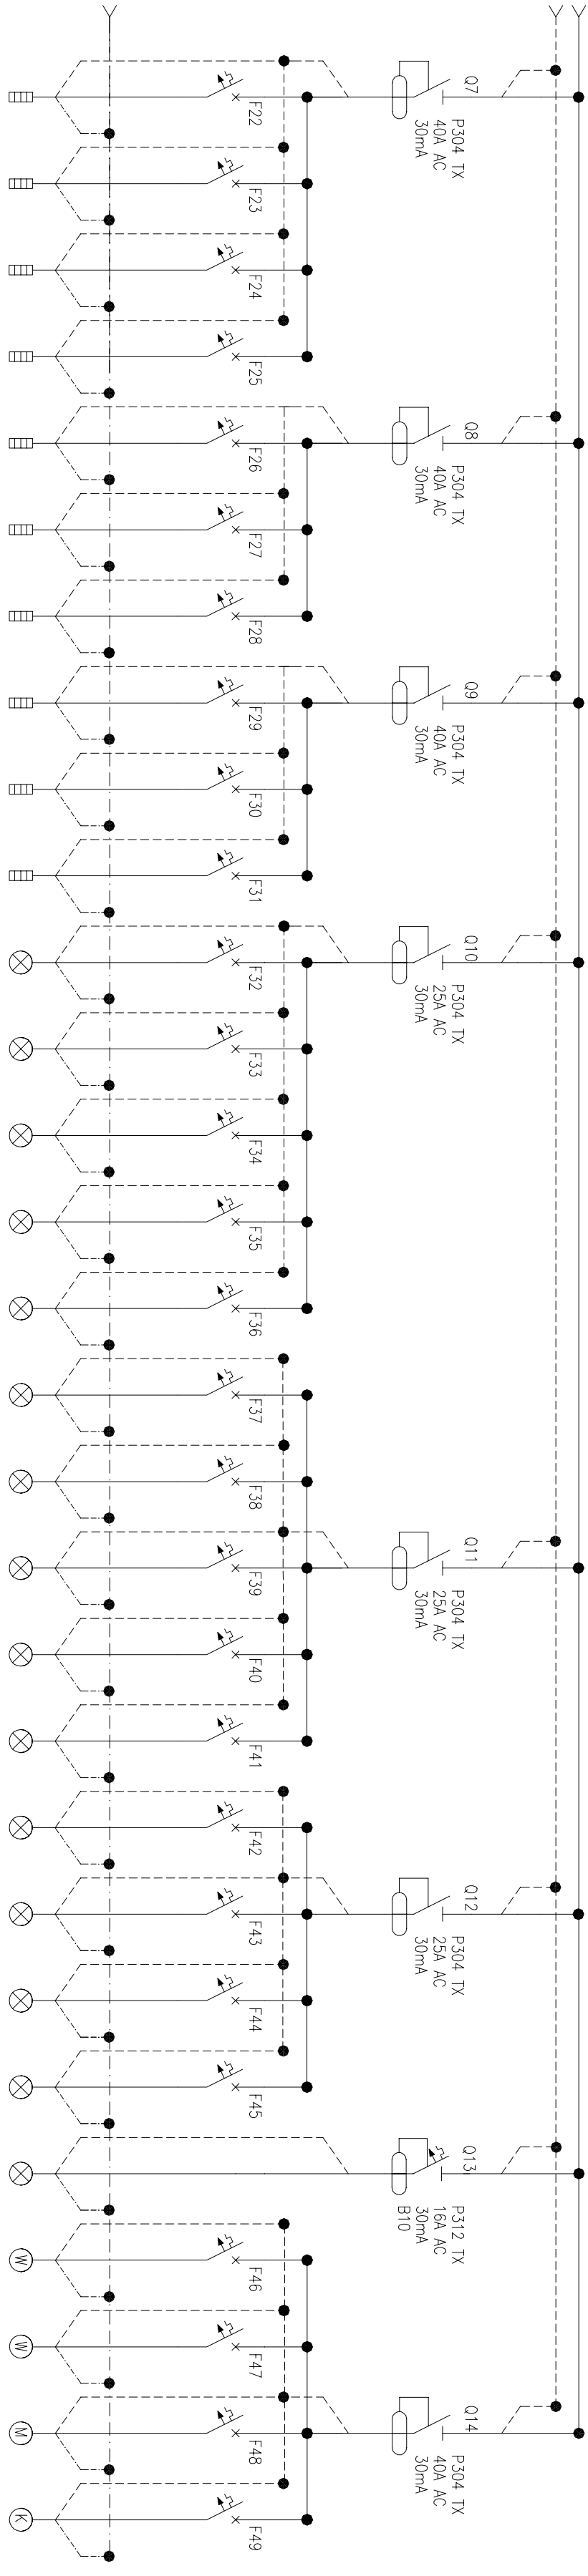 Q7
P304 TX
40A AC
30mA
F22
F23
F24
F25
Q8
P304 TX
40A AC
30mA
F26
F27
F28
Q9
P304 TX
40A AC
30mA
F29
F30
F31
Q10
P304 TX
25A AC
30mA
F32
F33
F34
F35
F36
Q11
P304 TX
25A AC
30mA
F37
F38
F39
F40
F41
Q12
P304 TX
25A AC
30mA
F42
F43
F44
F45
Q13
P312 TX
16A AC
30mA
B10
Q14
P304 TX
40A AC
30mA
F46
F47
F48
F49
W
W
M
K